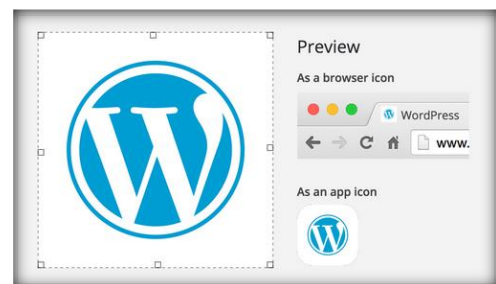 W
Preview
As a browser icon
W WordPress
www.
As an app icon
W